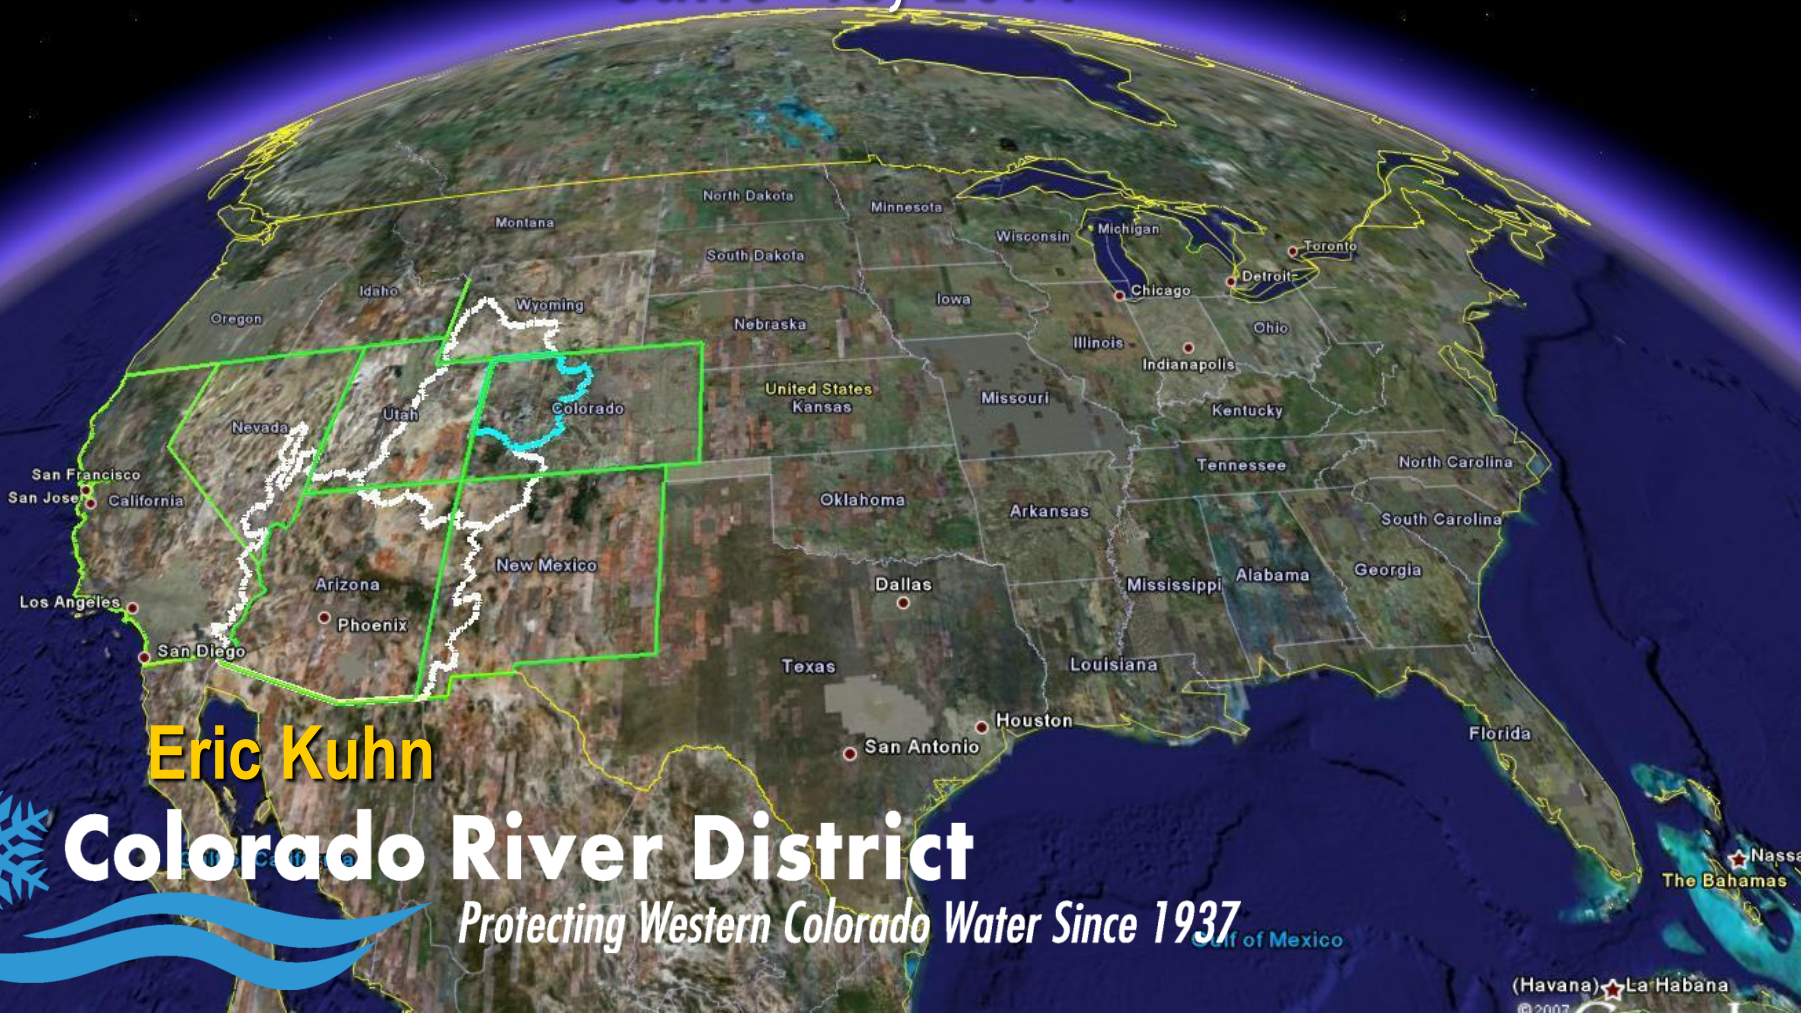 North Dakota
Minnesota
Montana
Wisconsin
Michigan
Toronto
South Dakota
Detroit
Idaho
Chicago
Wyoming
Iowa
Oregon
Nebraska
Ohio
Illinois
Indianapolis
United States
Kansas
Missouri
Colorado
Utah
Kentucky
Nevada
Tennessee
North Carolina
San Francisco
San Jose
California
Oklahoma
Arkansas
South Carolina
New Mexico
Georgia
Alabama
Arizona
Dallas
Mississippi
Los Angeles
Phoenix
San Diego
Texas
Louisiana
Houston
Florida
San Antonio
Eric Kuhn
Colorado River District
The Bahamas
Protecting Western Colorado Water Since 1937
Gulf of Mexico
(Havana) La Habana
©2007